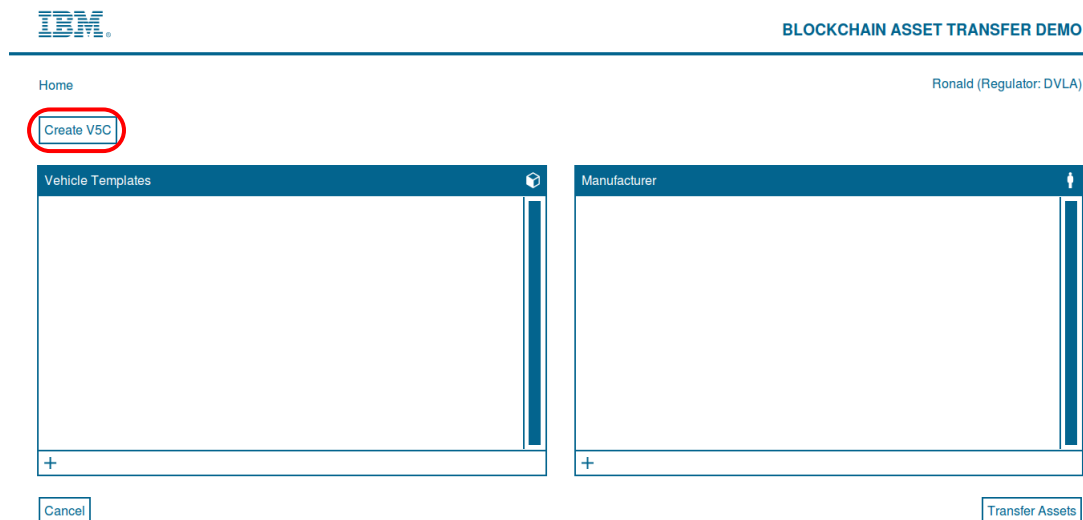 IBM®
BLOCKCHAIN ASSET TRANSFER DEMO
Home
Ronald (Regulator: DVLA)
Create V5C
Vehicle Templates
Manufacturer
+
+
Cancel
Transfer Assets